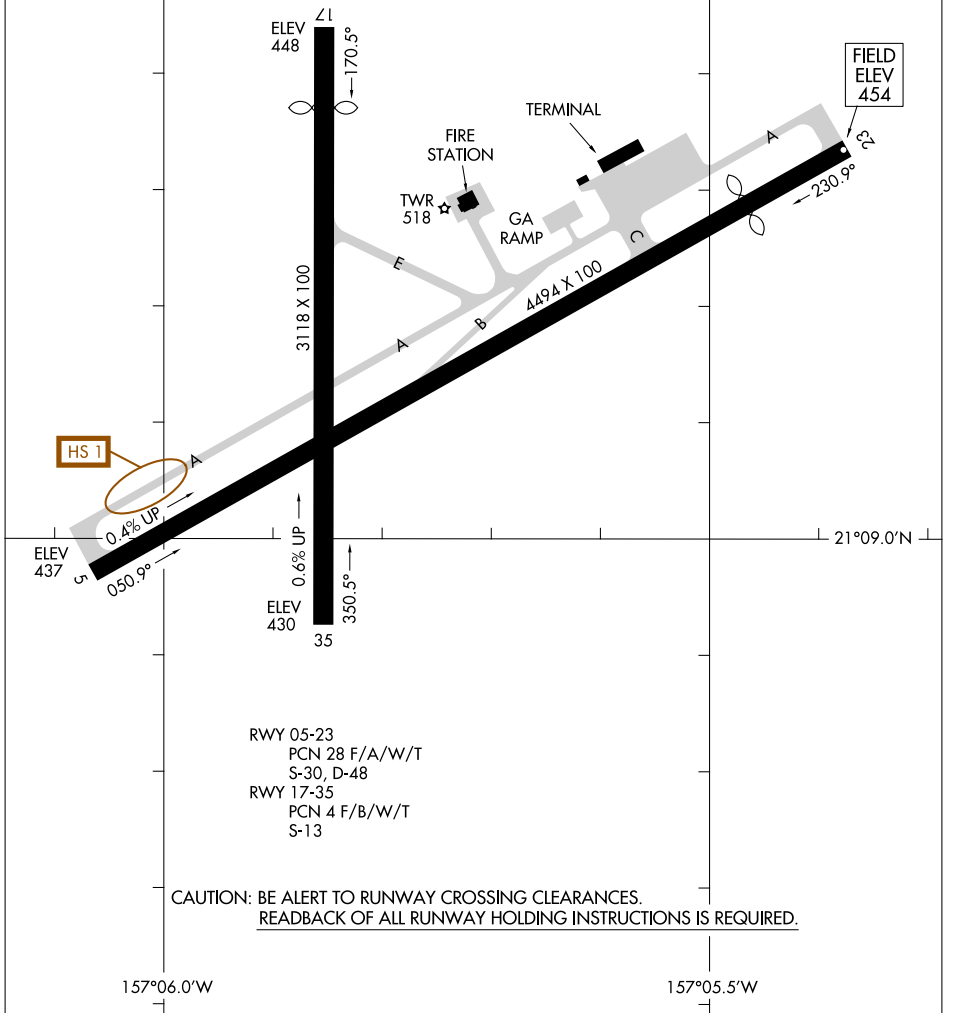 17
ELEV
448
170.5°
FIELD
ELEV
454
TERMINAL
A
23
FIRE
STATION
230.9°
TWR
518
GA
RAMP
C
E
4494 X 100
3118 X 100
B
A
HS 1
A
0.4% UP
ELEV
437
5
050.9°
0.6% UP
350.5°
21°09.0'N
ELEV
430
35
RWY 05-23
PCN 28 F/A/W/T
S-30, D-48
RWY 17-35
PCN 4 F/B/W/T
S-13
CAUTION: BE ALERT TO RUNWAY CROSSING CLEARANCES.
READBACK OF ALL RUNWAY HOLDING INSTRUCTIONS IS REQUIRED.
157°06.0'W
157°05.5'W